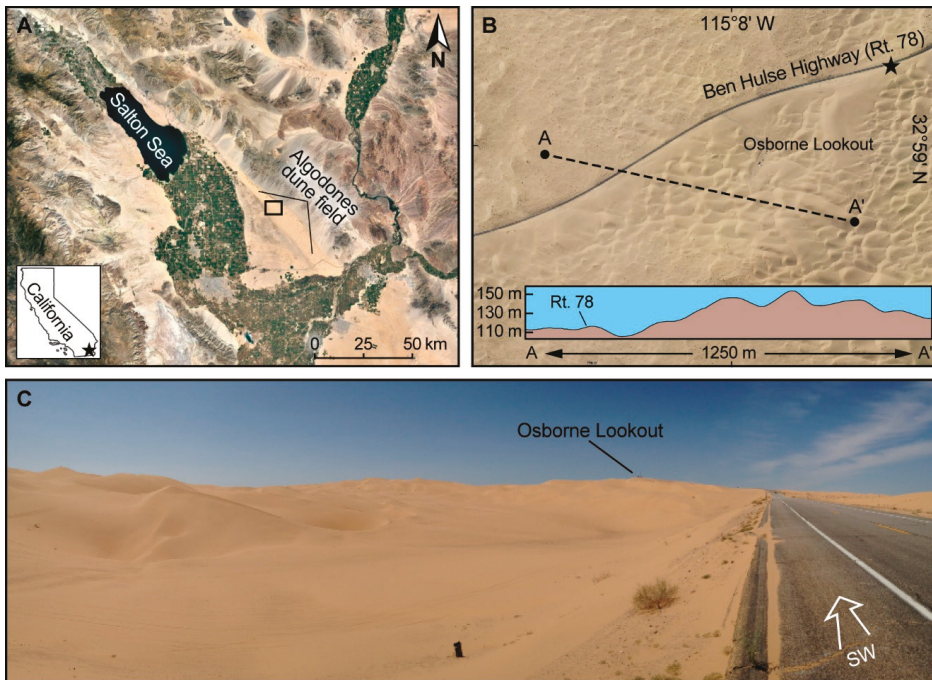 A
N
Salton Sea
Algodones
dune field
California
0 25 50 km
B
115°8' W
Ben Hulse Highway (Rt. 78)
32°59' N
Osborne Lookout
A
A'
150 m
130 m
110 m
Rt. 78
A 1250 m A'
C
Osborne Lookout
SW